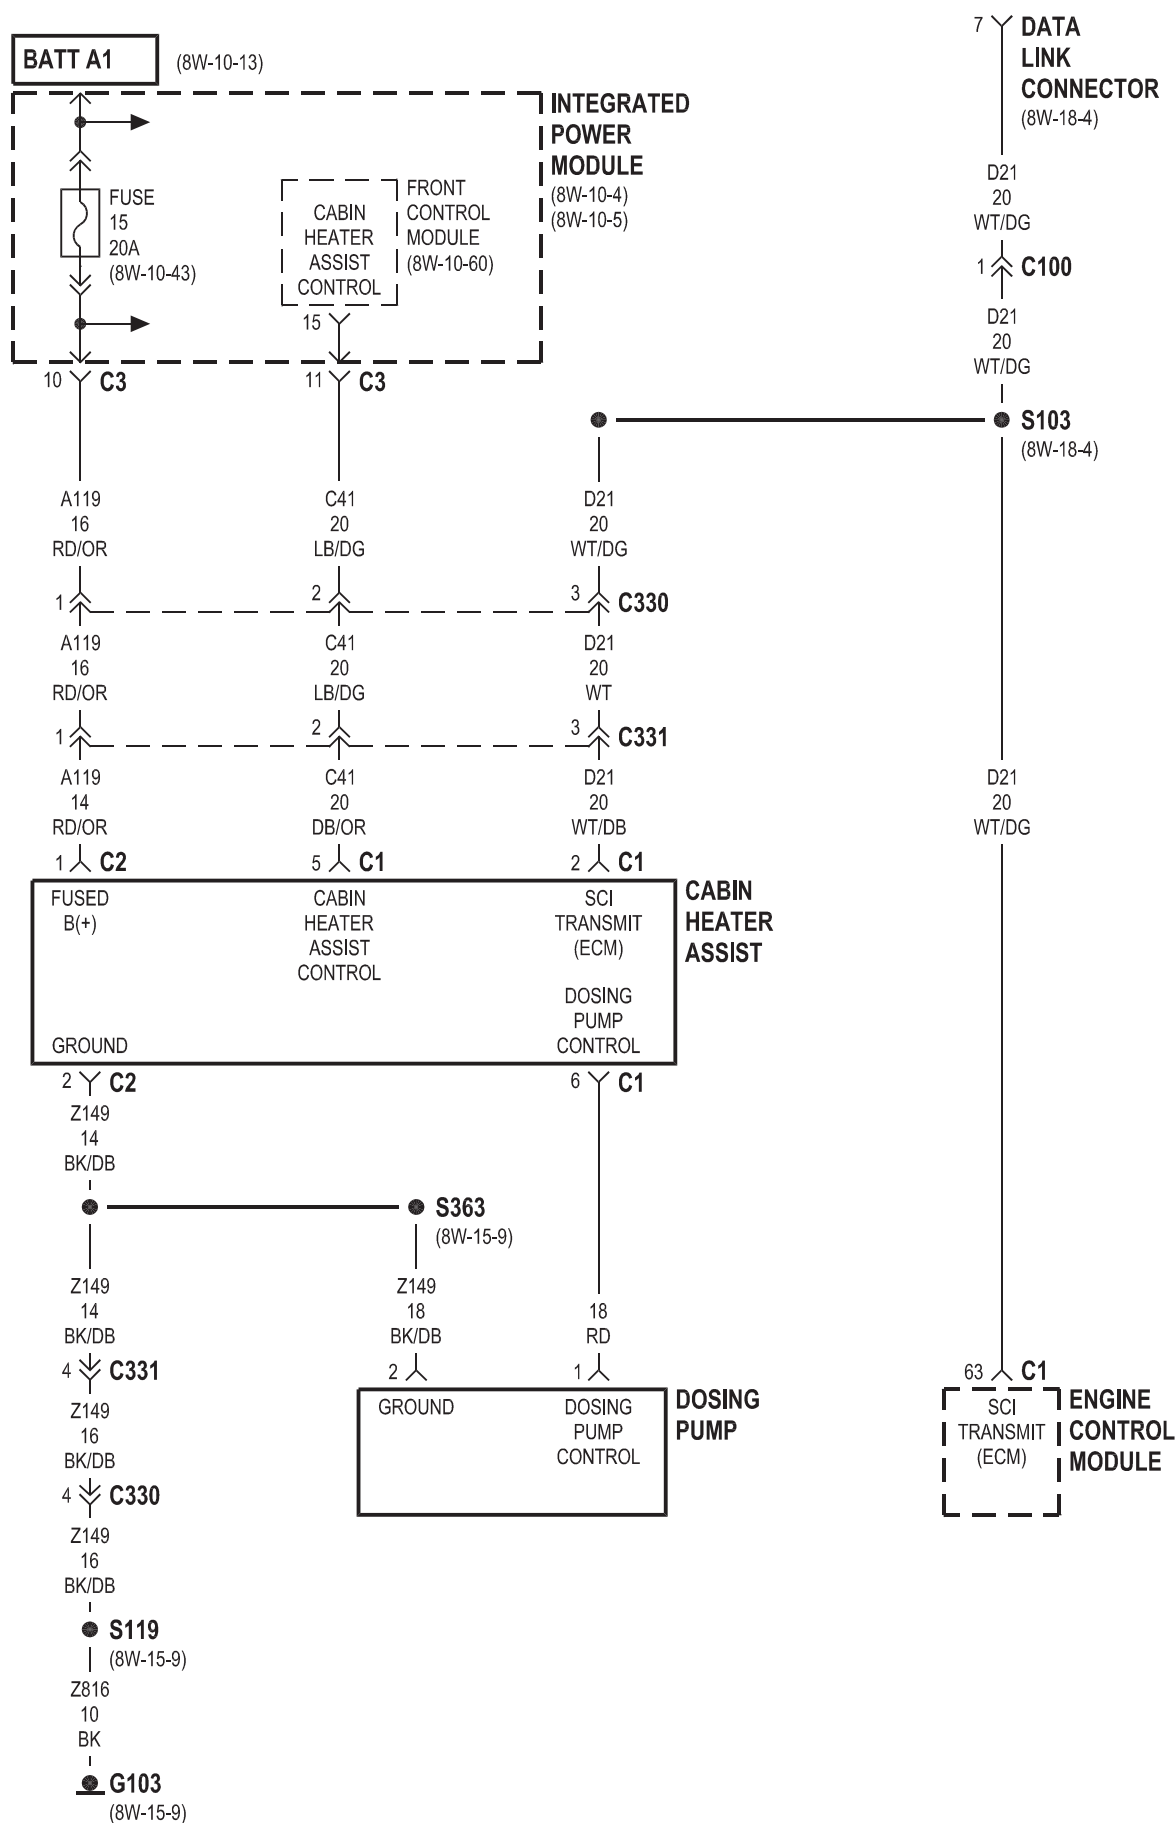 BATT A1
(8W-10-13)
7
DATA
LINK
CONNECTOR
(8W-18-4)
INTEGRATED
POWER
MODULE
(8W-10-4)
(8W-10-5)
FUSE
15
20A
(8W-10-43)
CABIN
HEATER
ASSIST
CONTROL
FRONT
CONTROL
MODULE
(8W-10-60)
15
D21
20
WT/DG
1
C100
D21
20
WT/DG
10
C3
11
C3
S103
(8W-18-4)
A119
16
RD/OR
C41
20
LB/DG
D21
20
WT/DG
1
2
3
C330
A119
16
RD/OR
C41
20
LB/DG
D21
20
WT
1
2
3
C331
A119
14
RD/OR
C41
20
DB/OR
D21
20
WT/DB
D21
20
WT/DG
1
C2
5
C1
2
C1
FUSED
B(+)
CABIN
HEATER
ASSIST
CONTROL
SCI
TRANSMIT
(ECM)
CABIN
HEATER
ASSIST
GROUND
DOSING
PUMP
CONTROL
2
C2
6
C1
Z149
14
BK/DB
S363
(8W-15-9)
Z149
14
BK/DB
Z149
18
BK/DB
18
RD
4
C331
2
1
63
C1
GROUND
DOSING
PUMP
CONTROL
DOSING
PUMP
SCI
TRANSMIT
(ECM)
ENGINE
CONTROL
MODULE
Z149
16
BK/DB
4
C330
Z149
16
BK/DB
S119
(8W-15-9)
Z816
10
BK
G103
(8W-15-9)